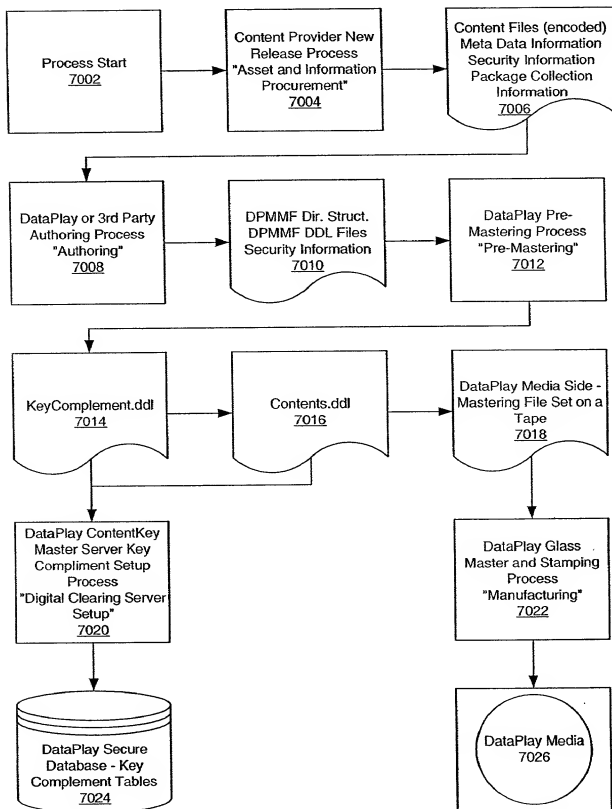 Process Start
7002
Content Provider New
Release Process
"Asset and Information
Procurement"
7004
Content Files (encoded)
Meta Data Information
Security Information
Package Collection
Information
7006
DataPlay or 3rd Party
Authoring Process
"Authoring"
7008
DPMMF Dir. Struct.
DPMMF DDL Files
Security Information
7010
DataPlay Pre-
Mastering Process
"Pre-Mastering"
7012
KeyComplement.ddl
7014
Contents.ddl
7016
DataPlay Media Side -
Mastering File Set on a
Tape
7018
DataPlay ContentKey
Master Server Key
Compliment Setup
Process
"Digital Clearing Server
Setup"
7020
DataPlay Glass
Master and Stamping
Process
"Manufacturing"
7022
DataPlay Secure
Database - Key
Complement Tables
7024
DataPlay Media
7026